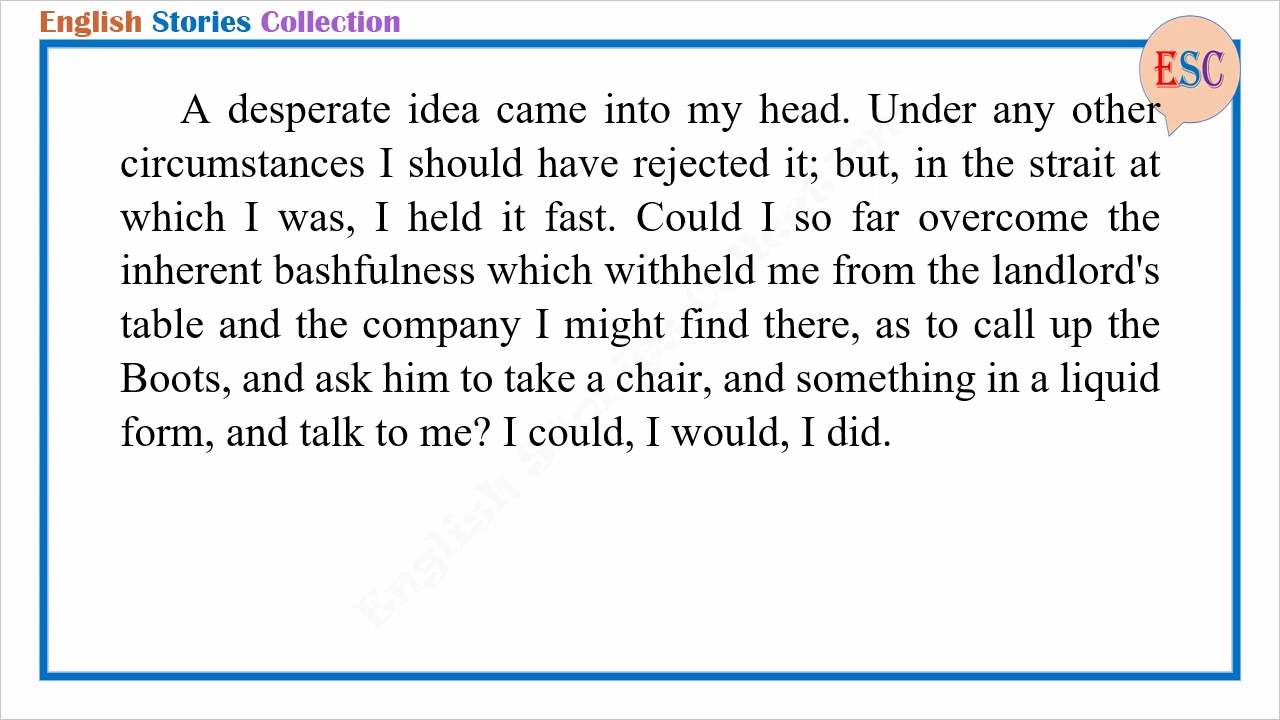 English Stories Collection
ESC
A desperate idea came into my head. Under any other
circumstances I should have rejected it; but, in the strait at
which I was, I held it fast. Could I so far overcome the
inherent bashfulness which withheld me from the landlord's
table and the company I might find there, as to call up the
Boots, and ask him to take a chair, and something in a liquid
form, and talk to me? I could, I would, I did.
English Stories Collection